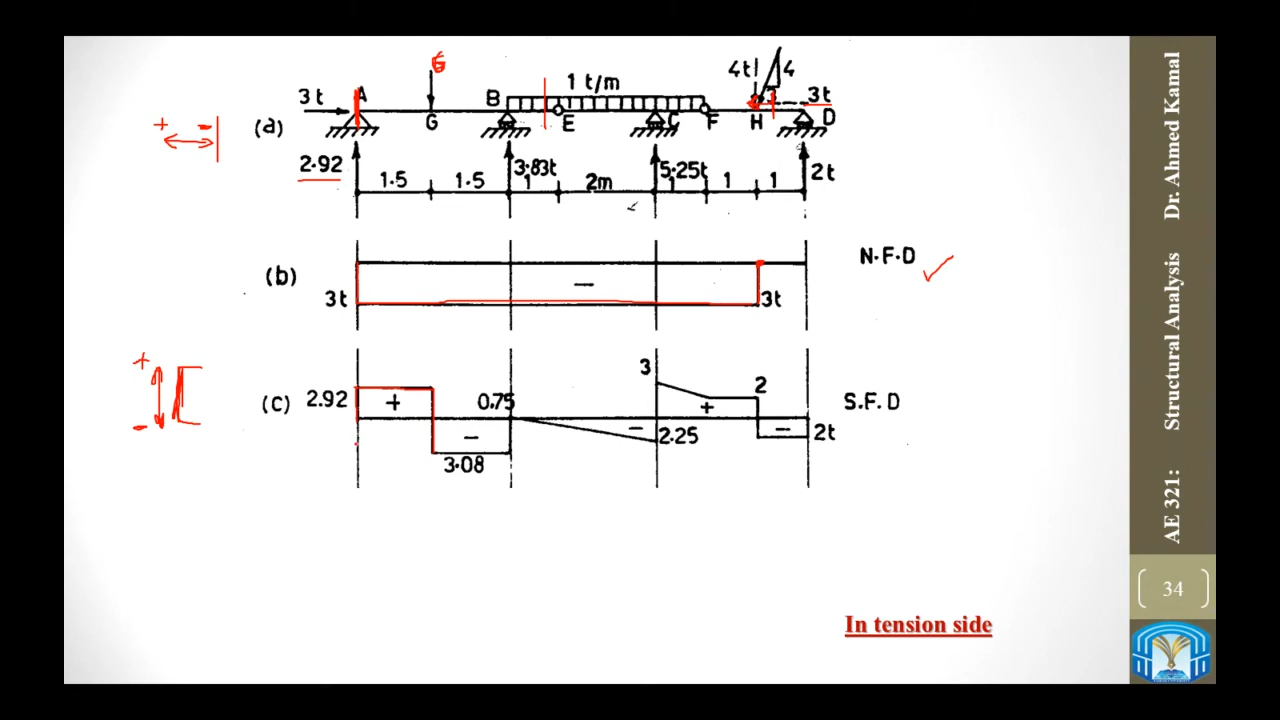 6
1 t/m
4t
4
3
3t
3t
A
B
G
E
C
F
H
D
(a)
+ -
2.92
3.83t
5.25t
2t
1.5
1.5
1
2m
1
1
1
(b)
N.F.D
-
3t
3t
(c)
S.F.D
+
-
2.92
+
-
3.08
0.75
-
2.25
3
+
2
-
2t
In tension side
AE 321: Structural Analysis Dr. Ahmed Kamal
34